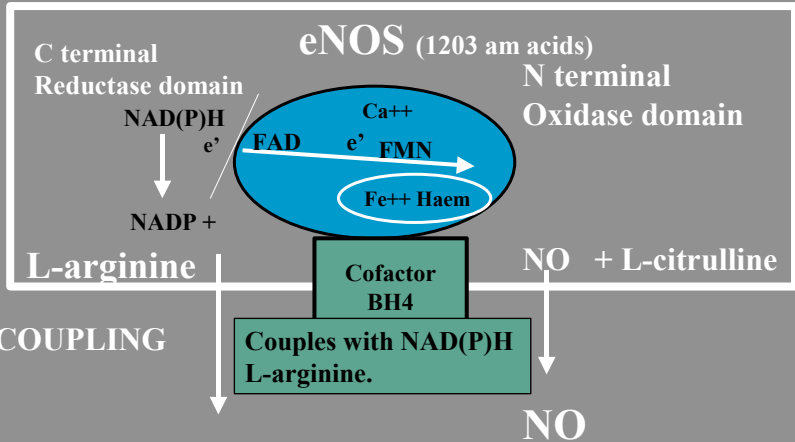 eNOS (1203 am acids)
C terminal
Reductase domain
N terminal
Oxidase domain
NAD(P)H
e’
Ca++
FAD e’ FMN
Fe++ Haem
NADP +
L-arginine
NO + L-citrulline
Cofactor
BH4
COUPLING
Couples with NAD(P)H
L-arginine.
NO